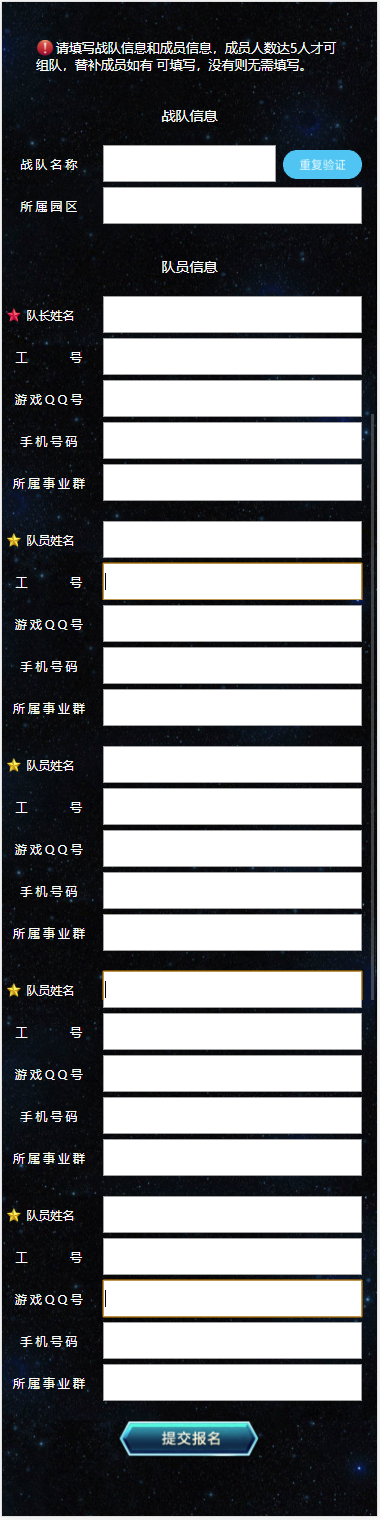 请填写战队信息和成员信息，成员人数达5人才可
组队，替补成员如有 可填写，没有则无需填写。
战队信息
战队名称
重复验证
所属园区
队员信息
队长姓名
工 号
游戏QQ号
手机号码
所属事业群
队员姓名
工 号
游戏QQ号
手机号码
所属事业群
队员姓名
工 号
游戏QQ号
手机号码
所属事业群
队员姓名
工 号
游戏QQ号
手机号码
所属事业群
队员姓名
工 号
游戏QQ号
手机号码
所属事业群
提交报名